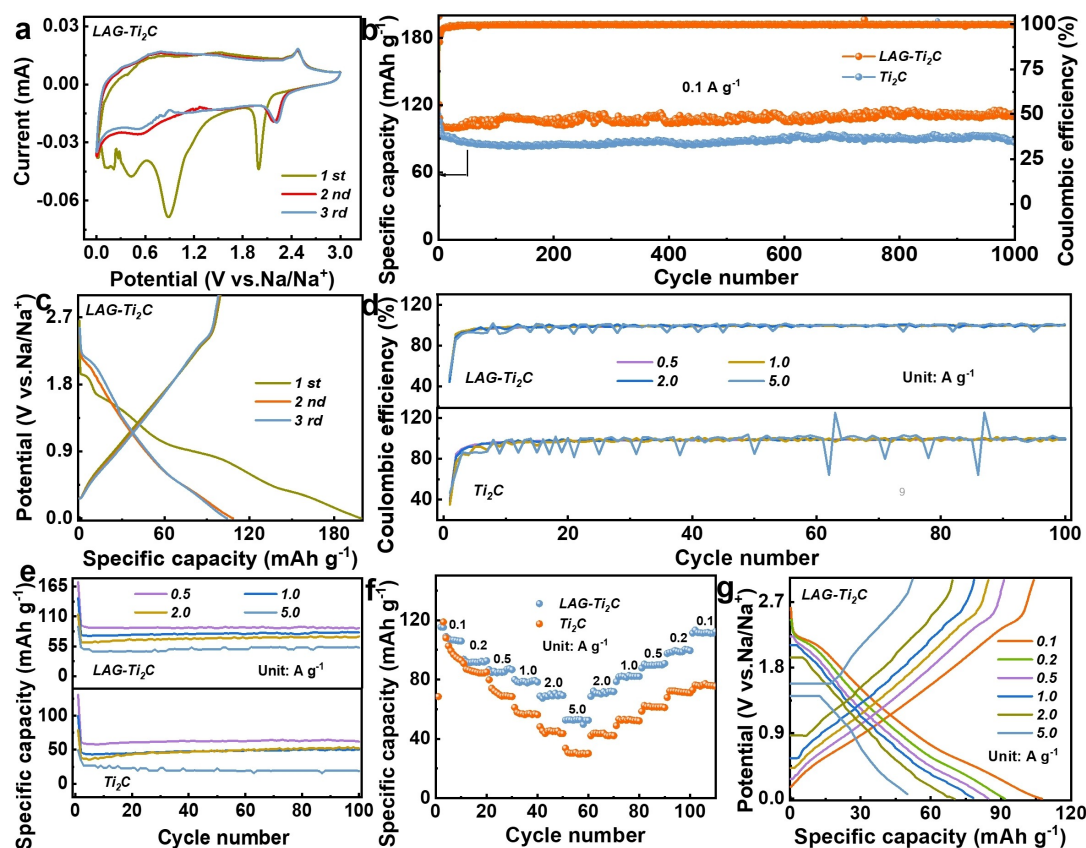 a
LAG-Ti₂C
0.03
0.00
-0.03
-0.06
Current (mA)
1 st
2 nd
3 rd
0.0
0.6
1.2
1.8
2.4
3.0
Potential (V vs.Na/Na⁺)
b
180
120
60
0
Specific capacity (mAh g⁻¹)
LAG-Ti₂C
Ti₂C
0.1 A g⁻¹
100
75
50
25
0
Coulombic efficiency (%)
0
200
400
600
800
1000
Cycle number
c
LAG-Ti₂C
2.7
1.8
0.9
0.0
Potential (V vs.Na/Na⁺)
1 st
2 nd
3 rd
0
60
120
180
Specific capacity (mAh g⁻¹)
d
120
80
40
120
80
40
Coulombic efficiency (%)
0.5
1.0
2.0
5.0
LAG-Ti₂C
Unit: A g⁻¹
Ti₂C
9
0
20
40
60
80
100
Cycle number
e
165
110
55
0
100
50
0
Specific capacity (mAh g⁻¹)
0.5
1.0
2.0
5.0
LAG-Ti₂C
Unit: A g⁻¹
Ti₂C
0
20
40
60
80
100
Cycle number
f
120
80
40
0
Specific capacity (mAh g⁻¹)
LAG-Ti₂C
Ti₂C
Unit: A g⁻¹
0.1
0.2
0.5
1.0
2.0
5.0
2.0
1.0
0.5
0.2
0.1
0
20
40
60
80
100
Cycle number
g
LAG-Ti₂C
2.7
1.8
0.9
0.0
Potential (V vs.Na/Na⁺
0.1
0.2
0.5
1.0
2.0
5.0
Unit: A g⁻¹
0
30
60
90
120
Specific capacity (mAh g⁻¹)